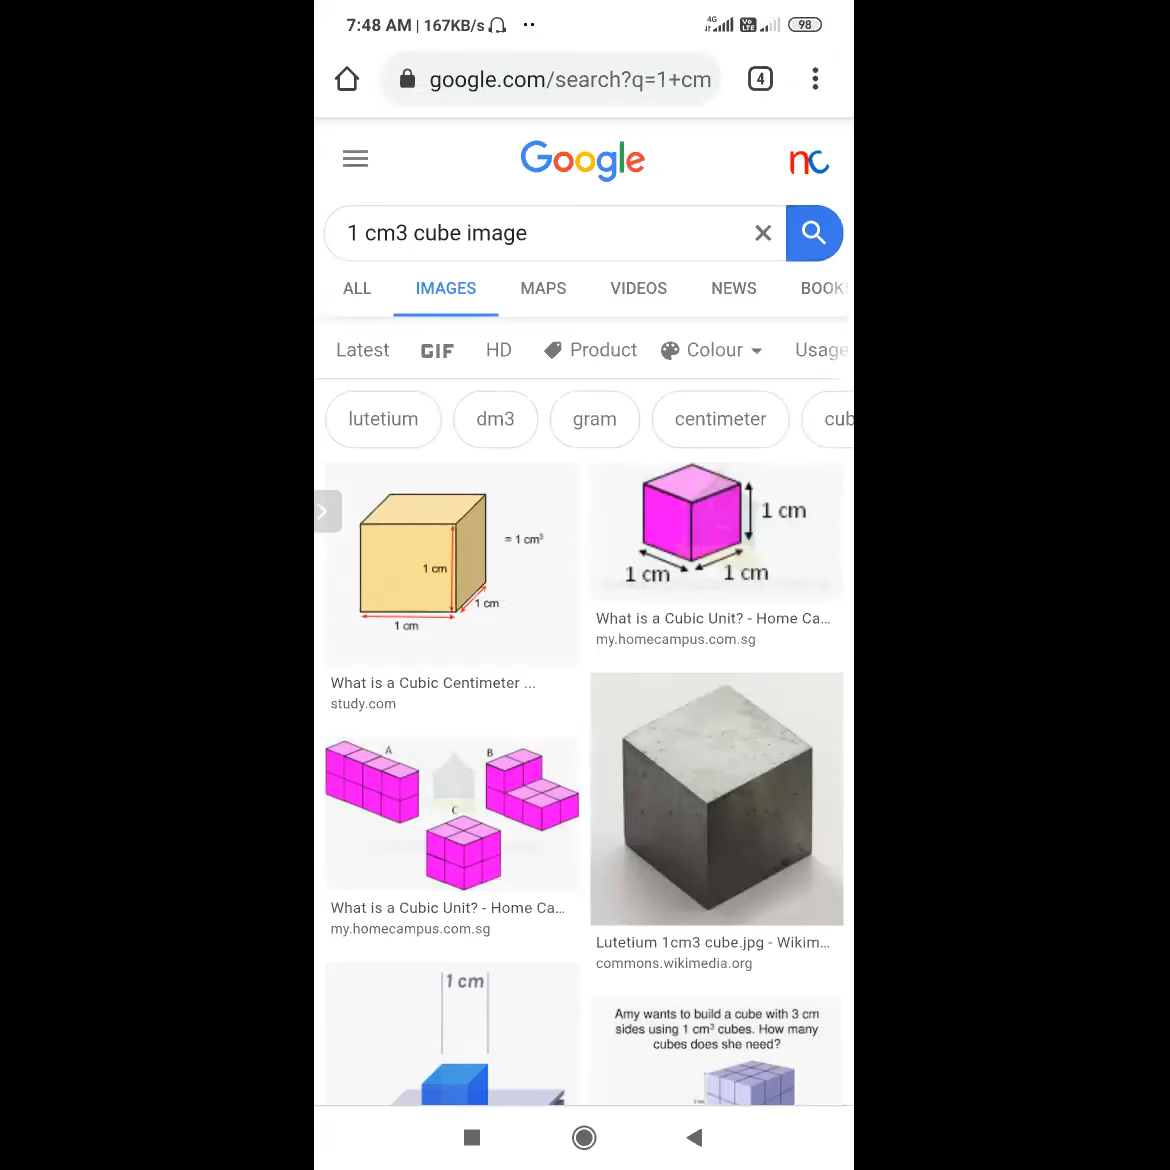 7:48 AM | 167KB/s ··
4G Vo LTE 98
google.com/search?q=1+cm 4
Google nc
1 cm3 cube image
ALL IMAGES MAPS VIDEOS NEWS BOOK
Latest GIF HD Product Colour Usage
lutetium dm3 gram centimeter cub
= 1 cm³
1 cm
1 cm
1 cm
What is a Cubic Centimeter ...
study.com
1 cm
1 cm 1 cm
What is a Cubic Unit? - Home Ca...
my.homecampus.com.sg
A B
C
What is a Cubic Unit? - Home Ca...
my.homecampus.com.sg
Lutetium 1cm3 cube.jpg - Wikim...
commons.wikimedia.org
1 cm
Amy wants to build a cube with 3 cm
sides using 1 cm³ cubes. How many
cubes does she need?